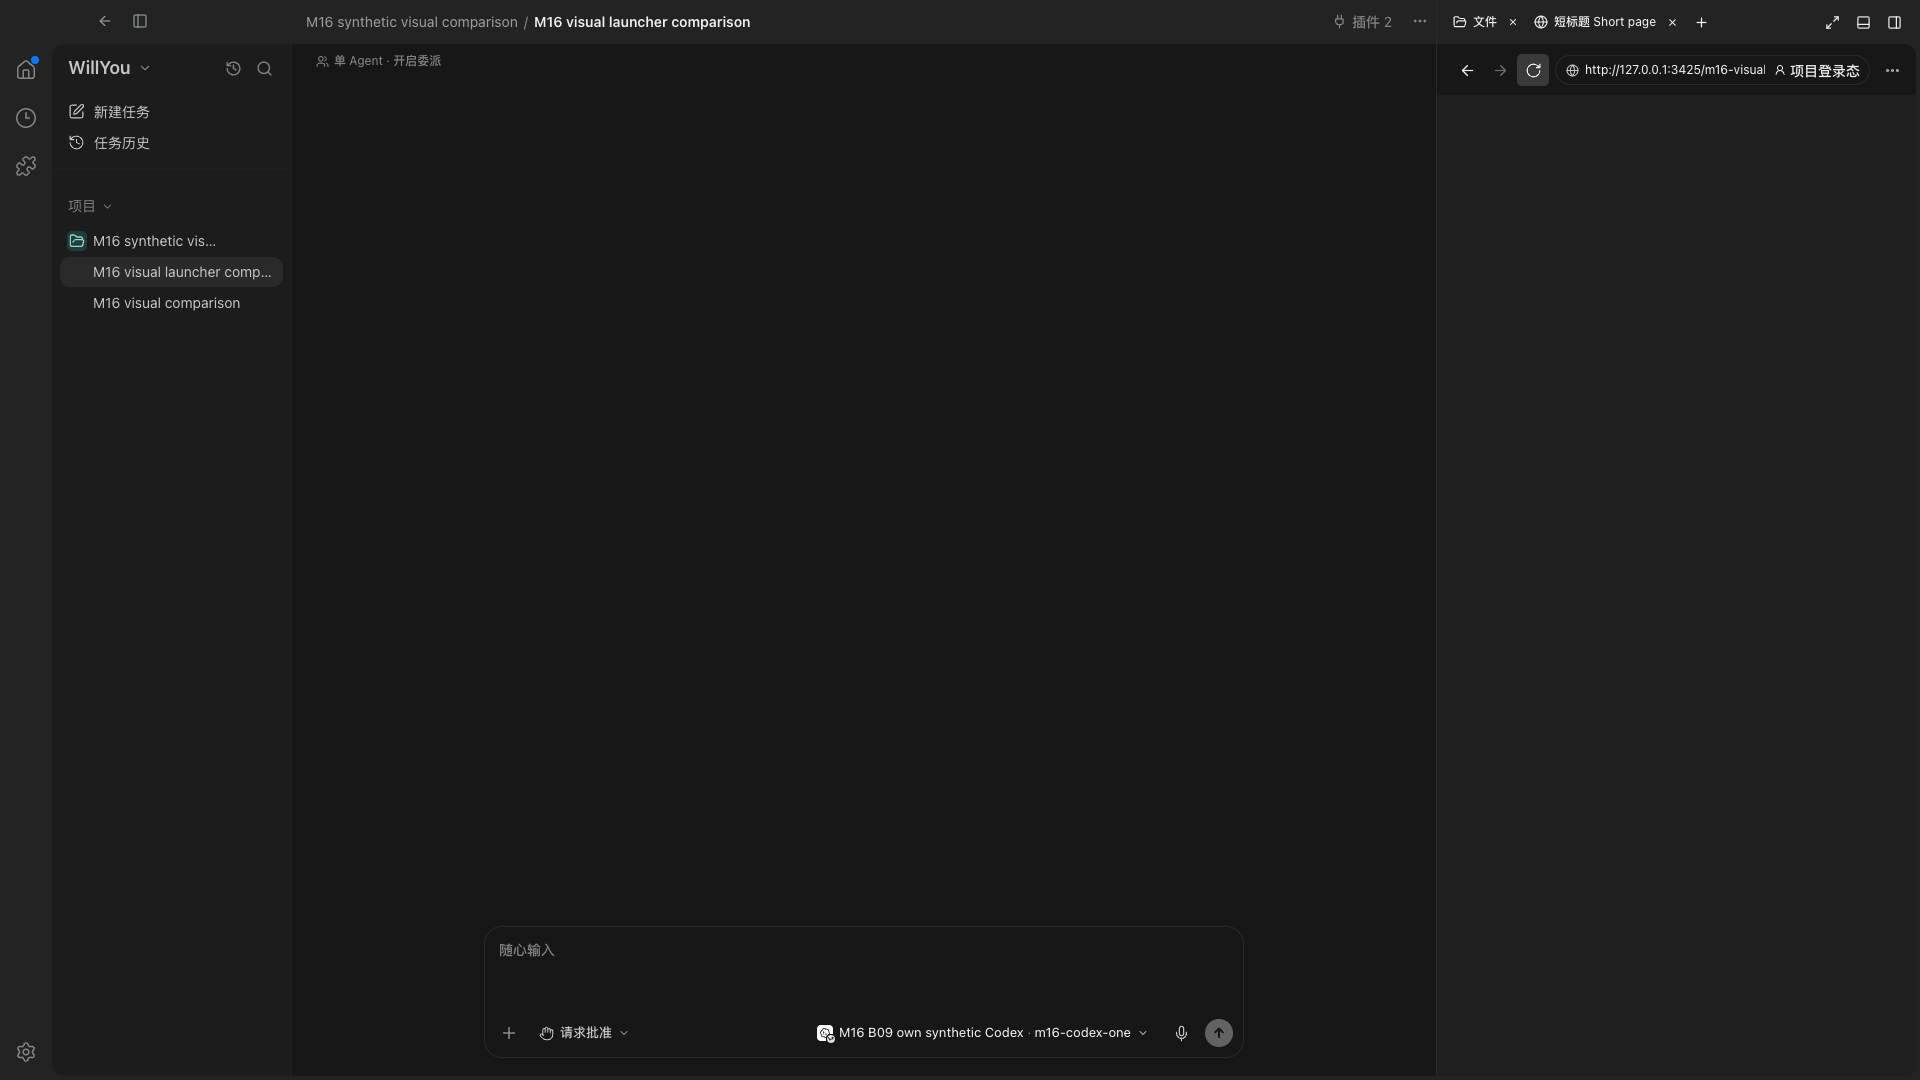 M16 synthetic visual comparison / M16 visual launcher comparison
插件 2
文件
短标题 Short page
WillYou
单 Agent · 开启委派
http://127.0.0.1:3425/m16-visual
项目登录态
新建任务
任务历史
项目
M16 synthetic vis...
M16 visual launcher comp...
M16 visual comparison
随心输入
请求批准
M16 B09 own synthetic Codex · m16-codex-one